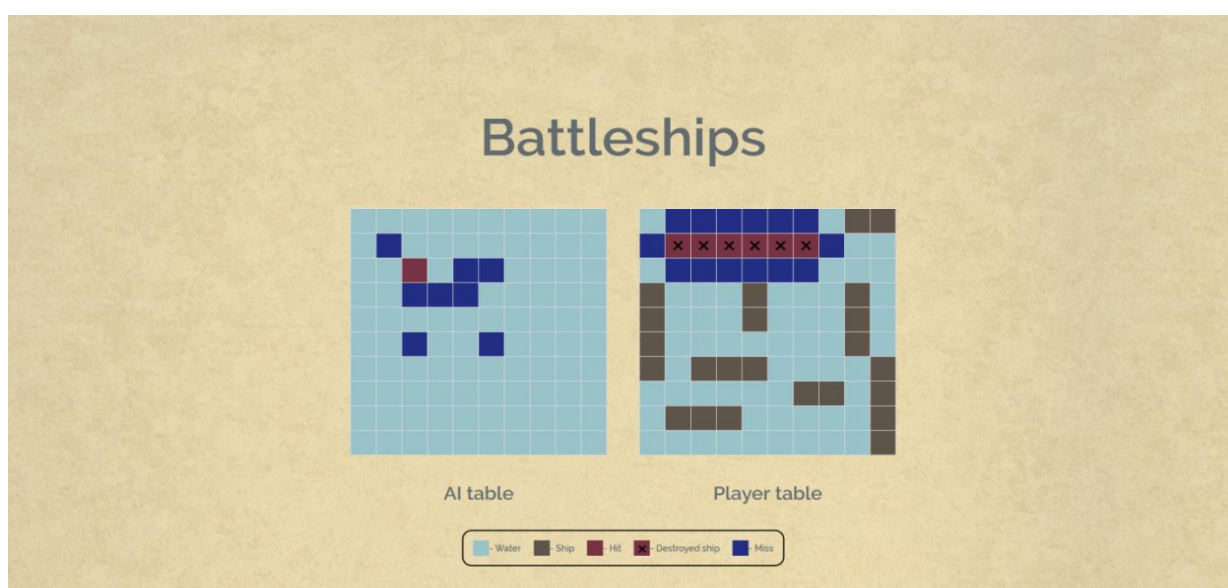 Battleships
AI table
Player table
- Water - Ship - Hit - Destroyed ship - Miss